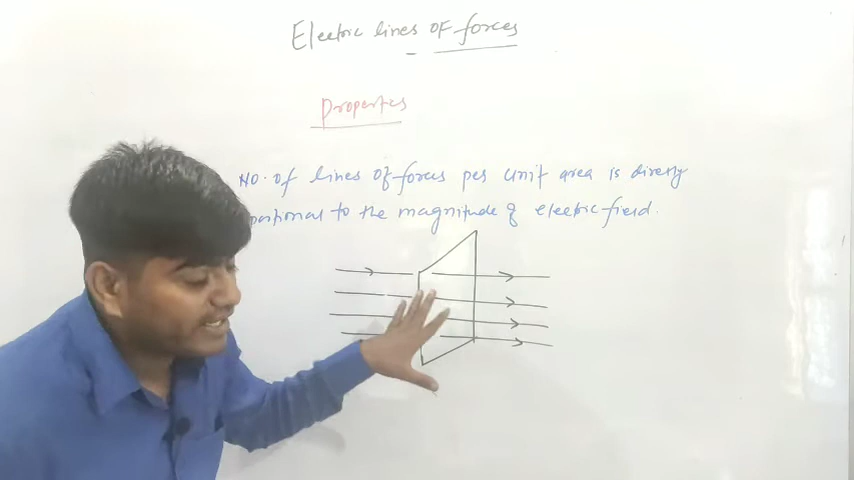 Electric lines OF forces
Properties
NO. of lines of forces per unit area is directly
portional to the magnitude of electric field.